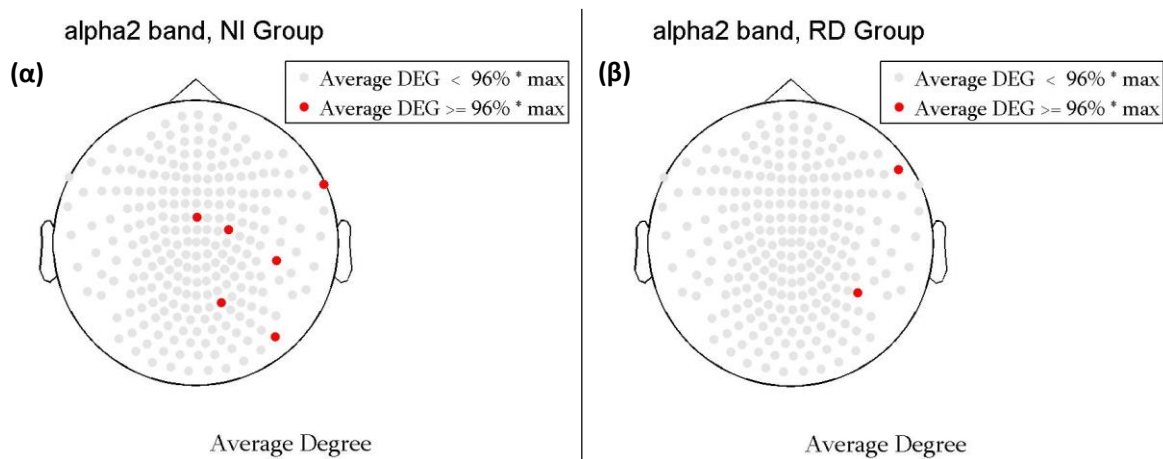 alpha2 band, NI Group
(α)
Average DEG < 96% * max
Average DEG >= 96% * max
Average Degree
alpha2 band, RD Group
(β)
Average DEG < 96% * max
Average DEG >= 96% * max
Average Degree